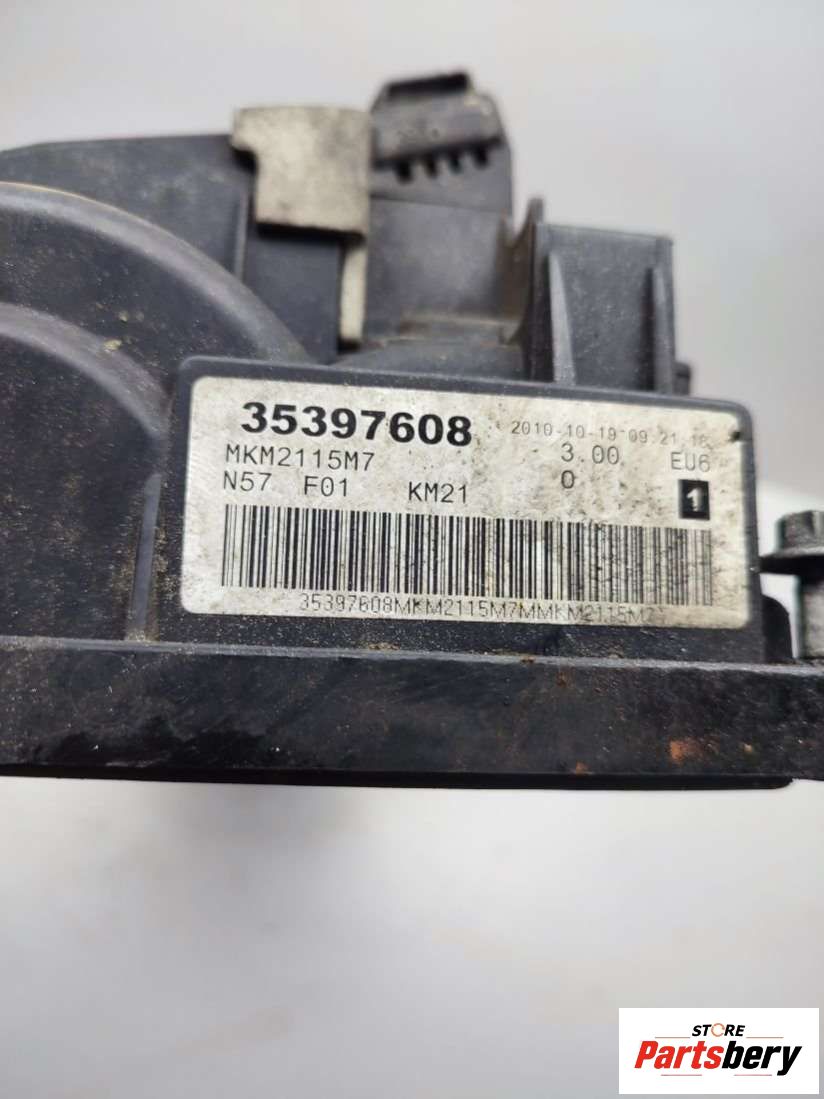 35397608 2010-10-19 09:21:16
MKM2115M7 3.00 EU6
N57 F01 KM21 0 1
35397608MKM2115M7MMKM2115M7
STORE
Partsbery